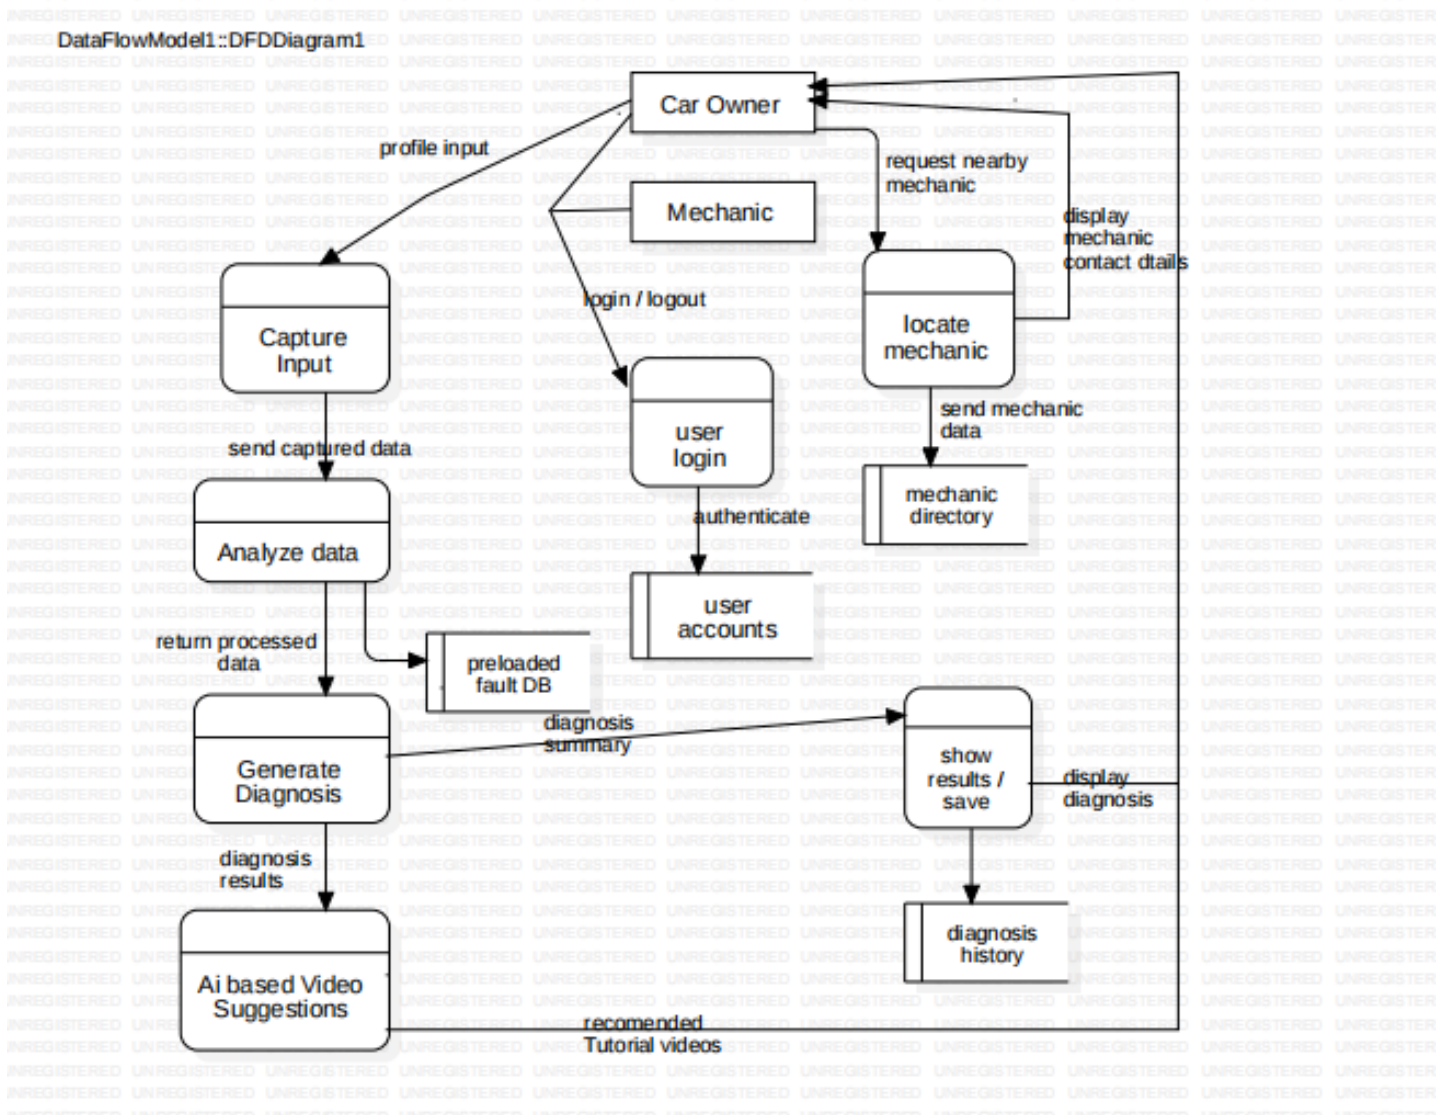 DataFlowModel1::DFDDiagram1
Car Owner
profile input
request nearby
mechanic
Mechanic
display
mechanic
contact dtails
login / logout
Capture
Input
locate
mechanic
send mechanic
data
user
login
send captured data
mechanic
directory
authenticate
Analyze data
user
accounts
return processed
data
preloaded
fault DB
diagnosis
summary
show
results /
save
display
diagnosis
Generate
Diagnosis
diagnosis
results
diagnosis
history
Ai based Video
Suggestions
recomended
Tutorial videos
UNREGISTERED